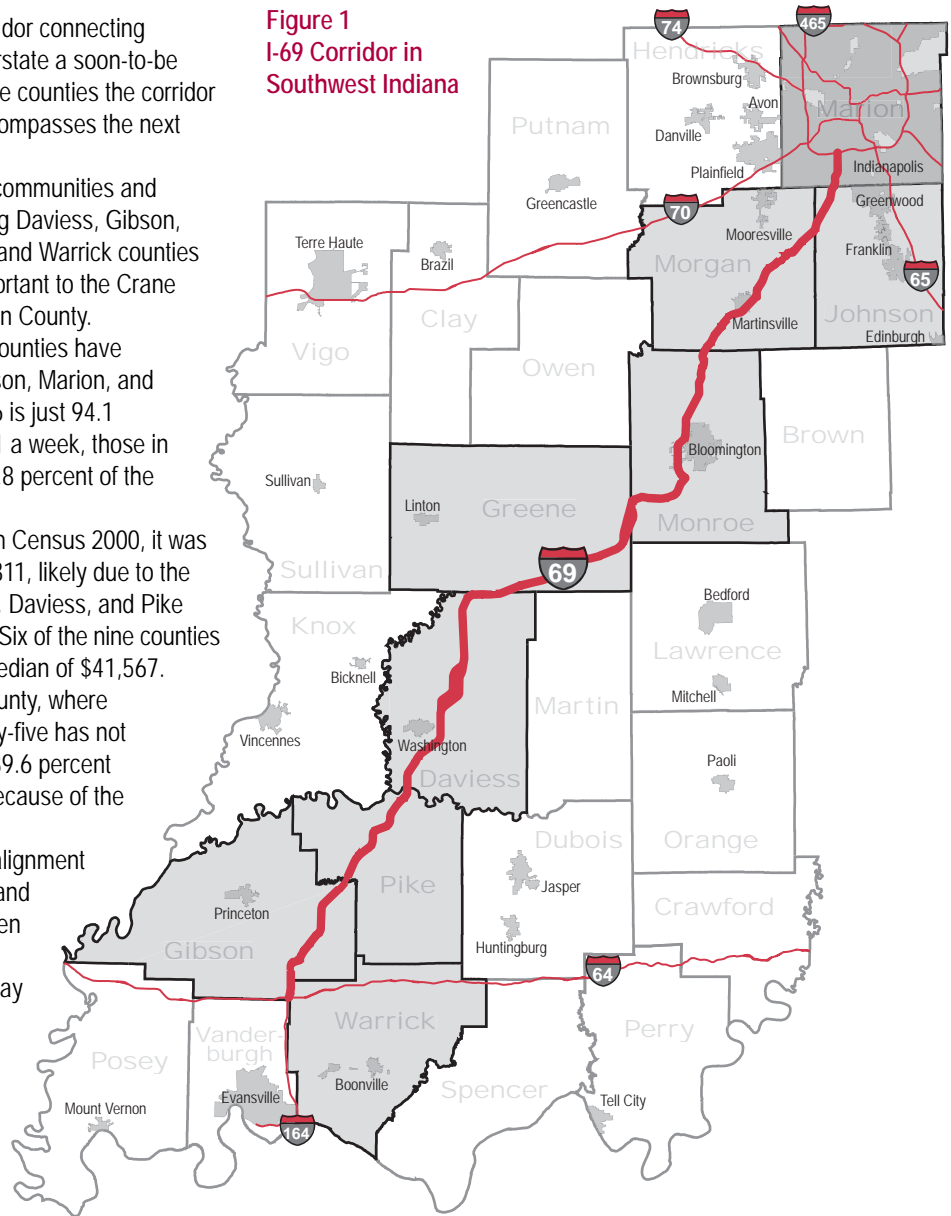 dor connecting
erstate a soon-to-be
e counties the corridor
ompasses the next
communities and
g Daviess, Gibson,
and Warrick counties
portant to the Crane
n County.
ounties have
son, Marion, and
is just 94.1
1 a week, those in
.8 percent of the
n Census 2000, it was
311, likely due to the
, Daviess, and Pike
Six of the nine counties
edian of $41,567.
ounty, where
y-five has not
39.6 percent
ecause of the
alignment
and
en
ay
Figure 1
I-69 Corridor in
Southwest Indiana
74
465
Hendricks
Brownsburg
Avon
Marion
Danville
Putnam
Plainfield
Indianapolis
Greencastle
70
Greenwood
Mooresville
Franklin
Terre Haute
Brazil
Morgan
65
Clay
Martinsville
Johnson
Edinburgh
Vigo
Owen
Brown
Bloomington
Sullivan
Linton
Greene
Monroe
Sullivan
69
Bedford
Knox
Lawrence
Bicknell
Mitchell
Martin
Vincennes
Washington
Paoli
Daviess
Dubois
Orange
Pike
Jasper
Princeton
Crawford
Huntingburg
Gibson
64
Warrick
Vander-
burgh
Perry
Posey
Boonville
Spencer
Evansville
Mount Vernon
Tell City
164